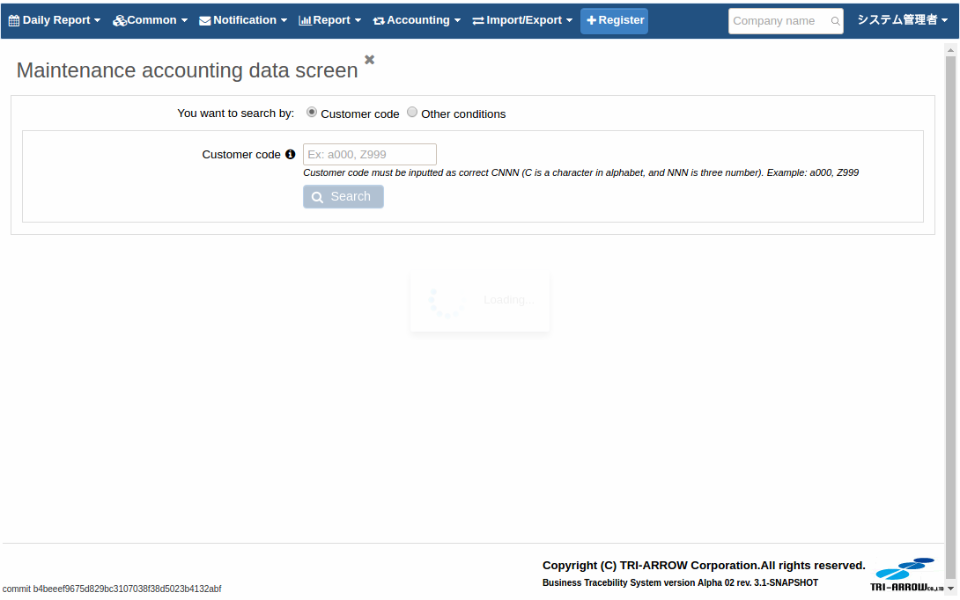 Daily Report Common Notification Report Accounting Import/Export Register Company name システム管理者
Maintenance accounting data screen
You want to search by: Customer code Other conditions
Customer code Ex: a000, Z999
Customer code must be inputted as correct CNNN (C is a character in alphabet, and NNN is three number). Example: a000, Z999
Search
Loading...
Copyright (C) TRI-ARROW Corporation.All rights reserved.
Business Tracebility System version Alpha 02 rev. 3.1-SNAPSHOT
TRI-ARROW CO.,LTD
commit b4beeef9675d829bc3107038f38d5023b4132abf